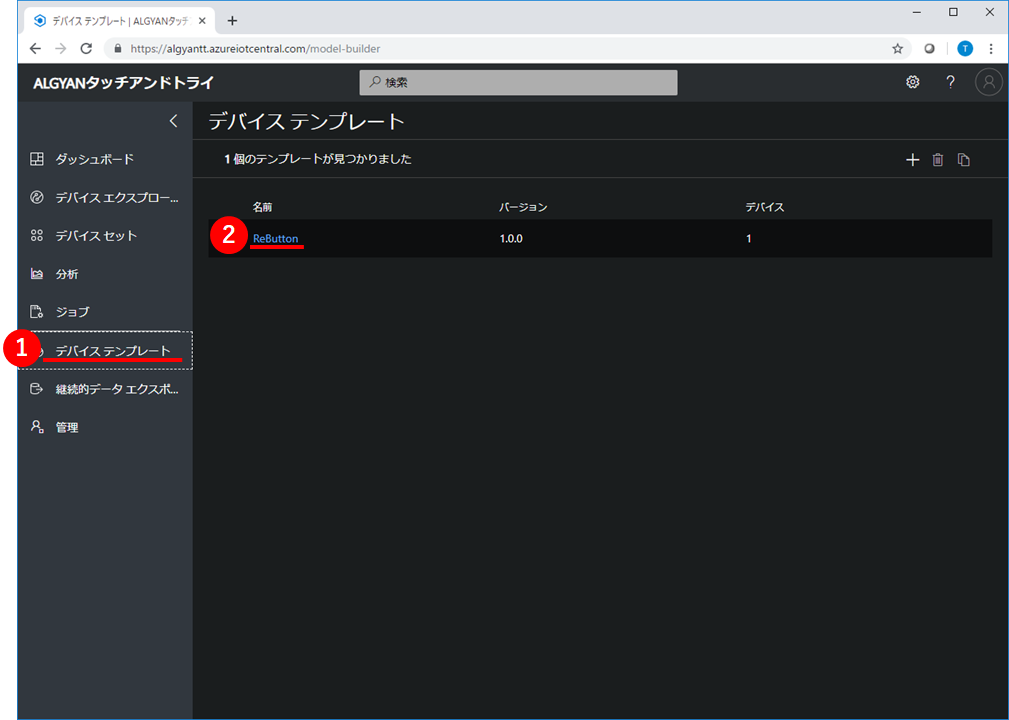 デバイス テンプレート | ALGYANタッチ
https://algyantt.azureiotcentral.com/model-builder
T
ALGYANタッチアンドトライ
検索
?
デバイス テンプレート
1 個のテンプレートが見つかりました
ダッシュボード
デバイス エクスプロー...
デバイス セット
分析
ジョブ
1 デバイス テンプレート
継続的データ エクスポ...
管理
名前 バージョン デバイス
2 ReButton 1.0.0 1